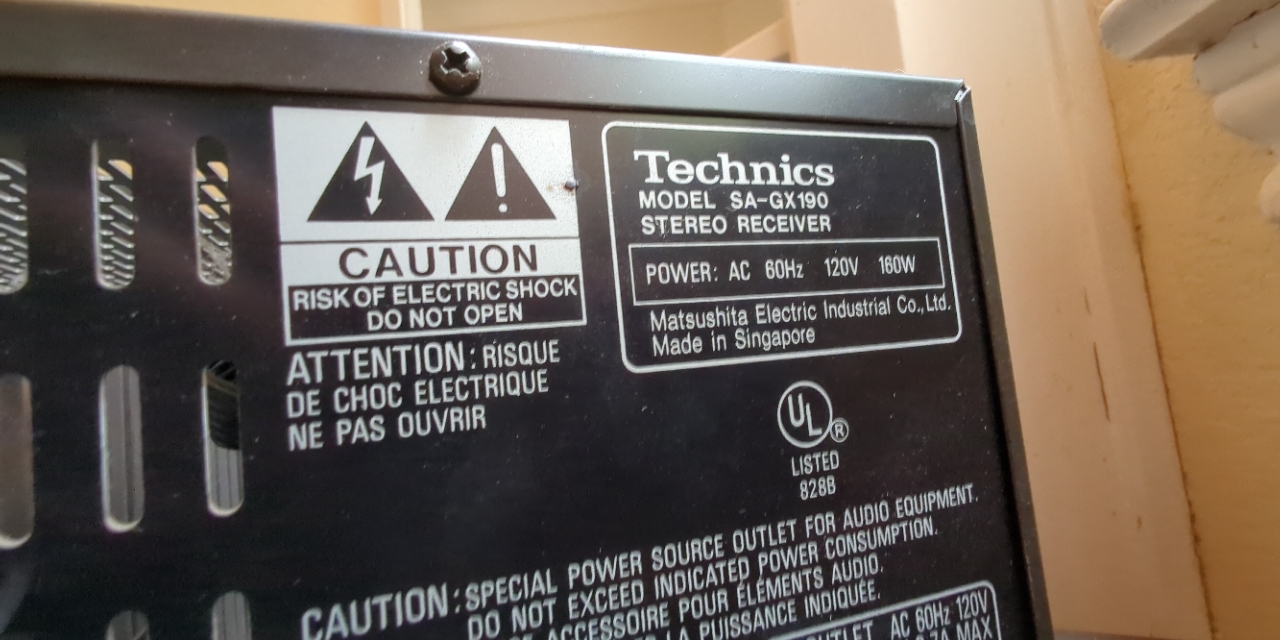 CAUTION
RISK OF ELECTRIC SHOCK
DO NOT OPEN
ATTENTION: RISQUE
DE CHOC ELECTRIQUE
NE PAS OUVRIR
Technics
MODEL SA-GX190
STEREO RECEIVER
POWER: AC 60Hz 120V 160W
Matsushita Electric Industrial Co., Ltd.
Made in Singapore
UL ®
LISTED
828B
CAUTION: SPECIAL POWER SOURCE OUTLET FOR AUDIO EQUIPMENT.
DO NOT EXCEED INDICATED POWER CONSUMPTION.
ACCESSOIRE POUR ÉLÉMENTS AUDIO.
LA PUISSANCE INDIQUÉE.
AC 60Hz 120V
MAX